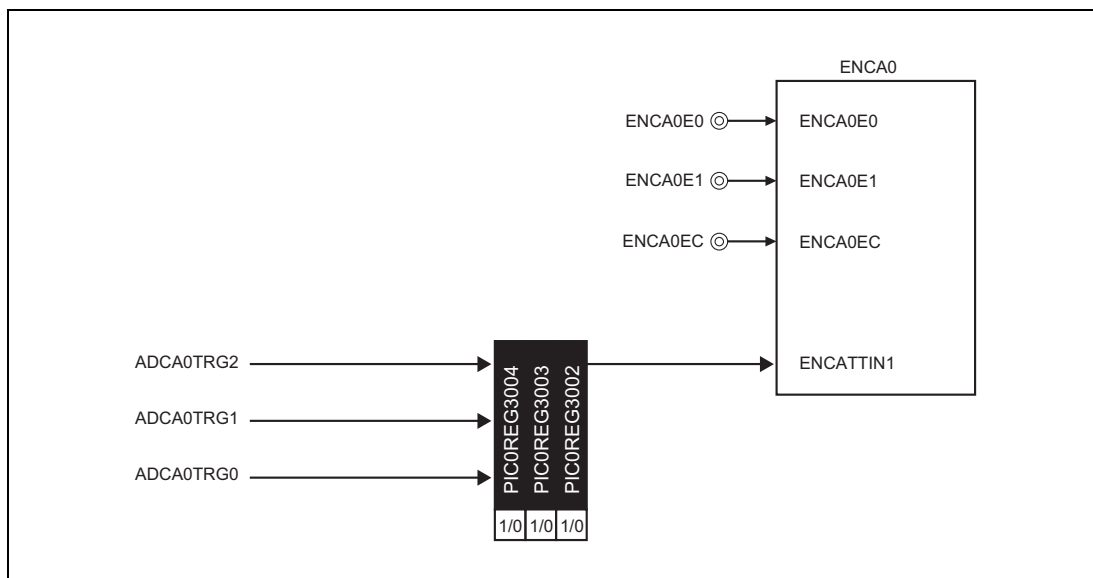 ENCA0
ENCA0E0 ENCA0E0
ENCA0E1 ENCA0E1
ENCA0EC ENCA0EC
ADCA0TRG2 ENCATTIN1
ADCA0TRG1
ADCA0TRG0
PIC0REG3004
PIC0REG3003
PIC0REG3002
1/0 1/0 1/0